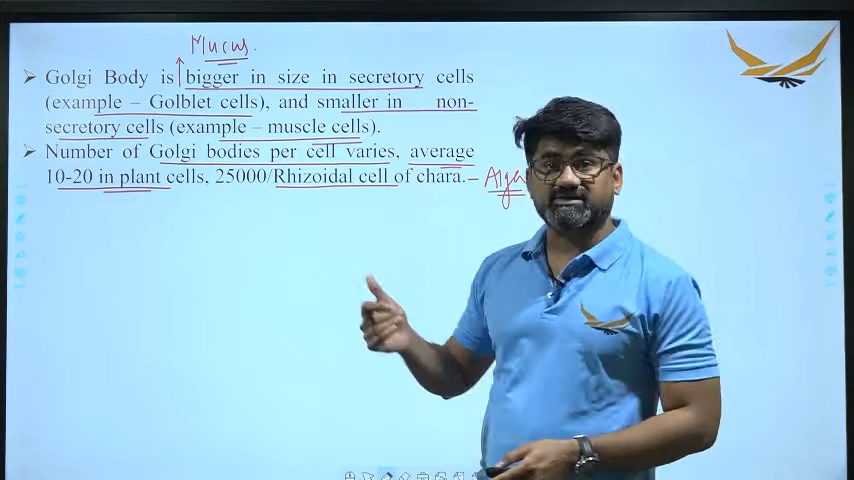 Mucus.
➤ Golgi Body is bigger in size in secretory cells
(example – Golblet cells), and smaller in non-
secretory cells (example – muscle cells).
➤ Number of Golgi bodies per cell varies, average
10-20 in plant cells, 25000/Rhizoidal cell of chara. – Alga